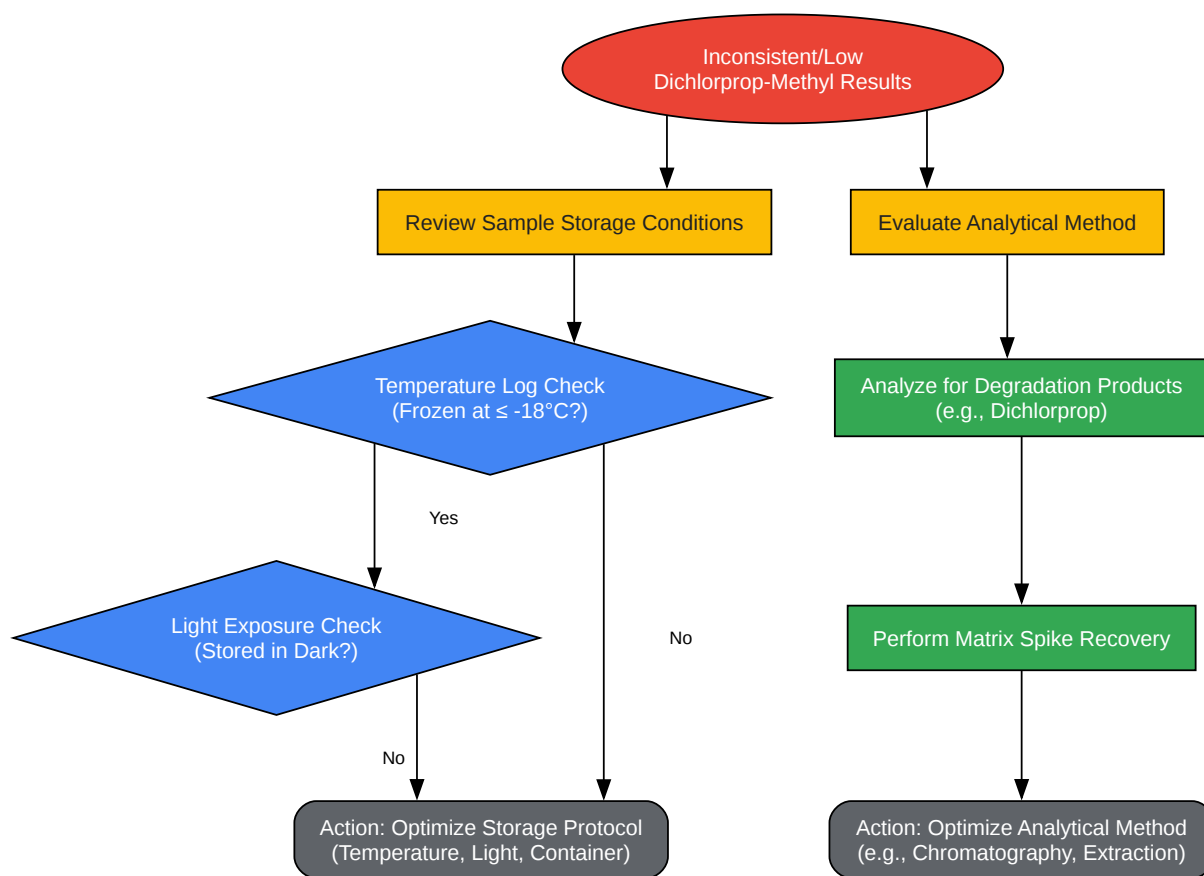 Inconsistent/Low
Dichlorprop-Methyl Results
Review Sample Storage Conditions
Evaluate Analytical Method
Temperature Log Check
(Frozen at ≤ -18°C?)
Analyze for Degradation Products
(e.g., Dichlorprop)
Yes
Light Exposure Check
(Stored in Dark?)
No
Perform Matrix Spike Recovery
No
Action: Optimize Storage Protocol
(Temperature, Light, Container)
Action: Optimize Analytical Method
(e.g., Chromatography, Extraction)